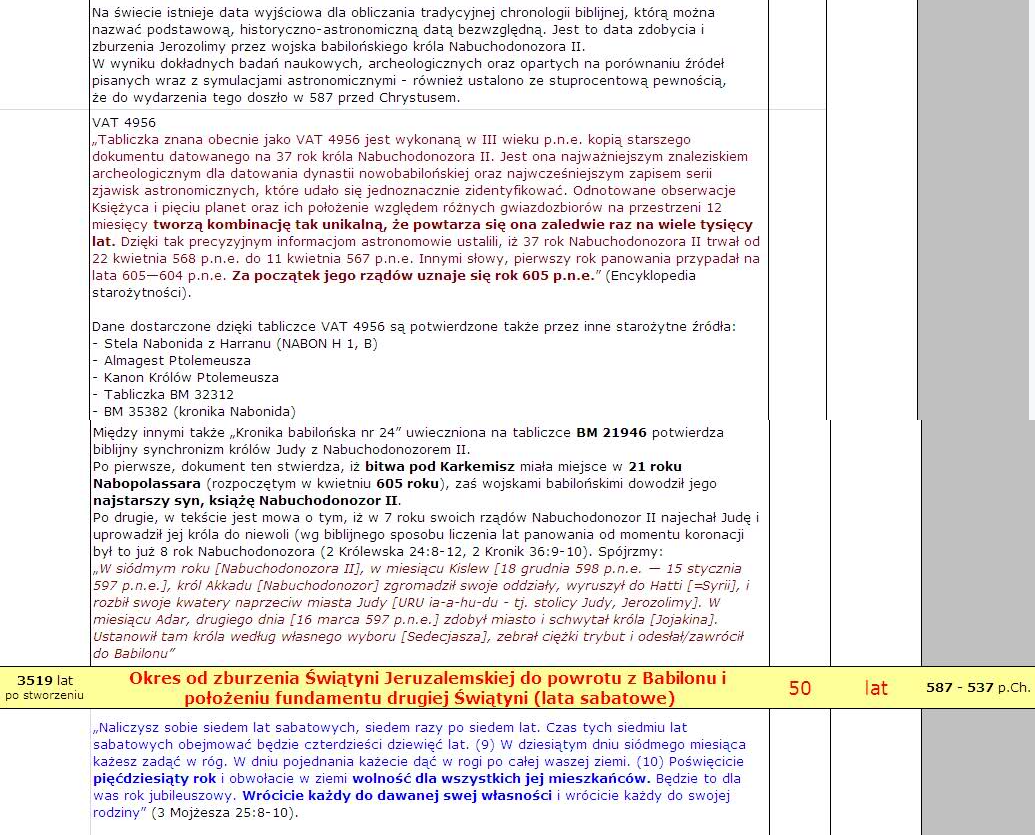 Na świecie istnieje data wyjściowa dla obliczania tradycyjnej chronologii biblijnej, którą można
nazwać podstawową, historyczno-astronomiczną datą bezwzględną. Jest to data zdobycia i
zburzenia Jerozolimy przez wojska babilońskiego króla Nabuchodonozora II.
W wyniku dokładnych badań naukowych, archeologicznych oraz opartych na porównaniu źródeł
pisanych wraz z symulacjami astronomicznymi - również ustalono ze stuprocentową pewnością,
że do wydarzenia tego doszło w 587 przed Chrystusem.
VAT 4956
„Tabliczka znana obecnie jako VAT 4956 jest wykonaną w III wieku p.n.e. kopią starszego
dokumentu datowanego na 37 rok króla Nabuchodonozora II. Jest ona najważniejszym znaleziskiem
archeologicznym dla datowania dynastii nowobabilońskiej oraz najwcześniejszym zapisem serii
zjawisk astronomicznych, które udało się jednoznacznie zidentyfikować. Odnotowane obserwacje
Księżyca i pięciu planet oraz ich położenie względem różnych gwiazdozbiorów na przestrzeni 12
miesięcy tworzą kombinację tak unikalną, że powtarza się ona zaledwie raz na wiele tysięcy
lat. Dzięki tak precyzyjnym informacjom astronomowie ustalili, iż 37 rok Nabuchodonozora II trwał od
22 kwietnia 568 p.n.e. do 11 kwietnia 567 p.n.e. Innymi słowy, pierwszy rok panowania przypadał na
lata 605—604 p.n.e. Za początek jego rządów uznaje się rok 605 p.n.e.” (Encyklopedia
starożytności).
Dane dostarczone dzięki tabliczce VAT 4956 są potwierdzone także przez inne starożytne źródła:
- Stela Nabonida z Harranu (NABON H 1, B)
- Almagest Ptolemeusza
- Kanon Królów Ptolemeusza
- Tabliczka BM 32312
- BM 35382 (kronika Nabonida)
Między innymi także „Kronika babilońska nr 24” uwieczniona na tabliczce BM 21946 potwierdza
biblijny synchronizm królów Judy z Nabuchodonozorem II.
Po pierwsze, dokument ten stwierdza, iż bitwa pod Karkemisz miała miejsce w 21 roku
Nabopolassara (rozpoczętym w kwietniu 605 roku), zaś wojskami babilońskimi dowodził jego
najstarszy syn, książę Nabuchodonozor II.
Po drugie, w tekście jest mowa o tym, iż w 7 roku swoich rządów Nabuchodonozor II najechał Judę i
uprowadził jej króla do niewoli (wg biblijnego sposobu liczenia lat panowania od momentu koronacji
był to już 8 rok Nabuchodonozora (2 Królewska 24:8-12, 2 Kronik 36:9-10). Spójrzmy:
„W siódmym roku [Nabuchodonozora II], w miesiącu Kislew [18 grudnia 598 p.n.e. — 15 stycznia
597 p.n.e.], król Akkadu [Nabuchodonozor] zgromadził swoje oddziały, wyruszył do Hatti [=Syrii], i
rozbił swoje kwatery naprzeciw miasta Judy [URU ia-a-hu-du - tj. stolicy Judy, Jerozolimy]. W
miesiącu Adar, drugiego dnia [16 marca 597 p.n.e.] zdobył miasto i schwytał króla [Jojakina].
Ustanowił tam króla według własnego wyboru [Sedecjasza], zebrał ciężki trybut i odesłał/zawrócił
do Babilonu”
3519 lat
po stworzeniu
Okres od zburzenia Świątyni Jeruzalemskiej do powrotu z Babilonu i
położeniu fundamentu drugiej Świątyni (lata sabatowe)
50
lat
587 - 537 p.Ch.
„Naliczysz sobie siedem lat sabatowych, siedem razy po siedem lat. Czas tych siedmiu lat
sabatowych obejmować będzie czterdzieści dziewięć lat. (9) W dziesiątym dniu siódmego miesiąca
każesz zadąć w róg. W dniu pojednania każecie dąć w rogi po całej waszej ziemi. (10) Poświęcicie
pięćdziesiąty rok i obwołacie w ziemi wolność dla wszystkich jej mieszkańców. Będzie to dla
was rok jubileuszowy. Wrócicie każdy do dawanej swej własności i wrócicie każdy do swojej
rodziny” (3 Mojżesza 25:8-10).